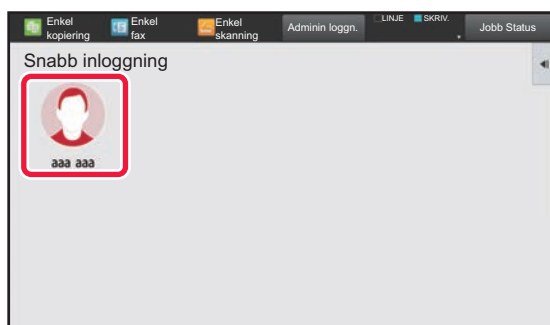 Enkel
kopiering
Enkel
fax
Enkel
skanning
Adminin loggn.
LINJE
SKRIV.
Jobb Status
Snabb inloggning
aaa aaa